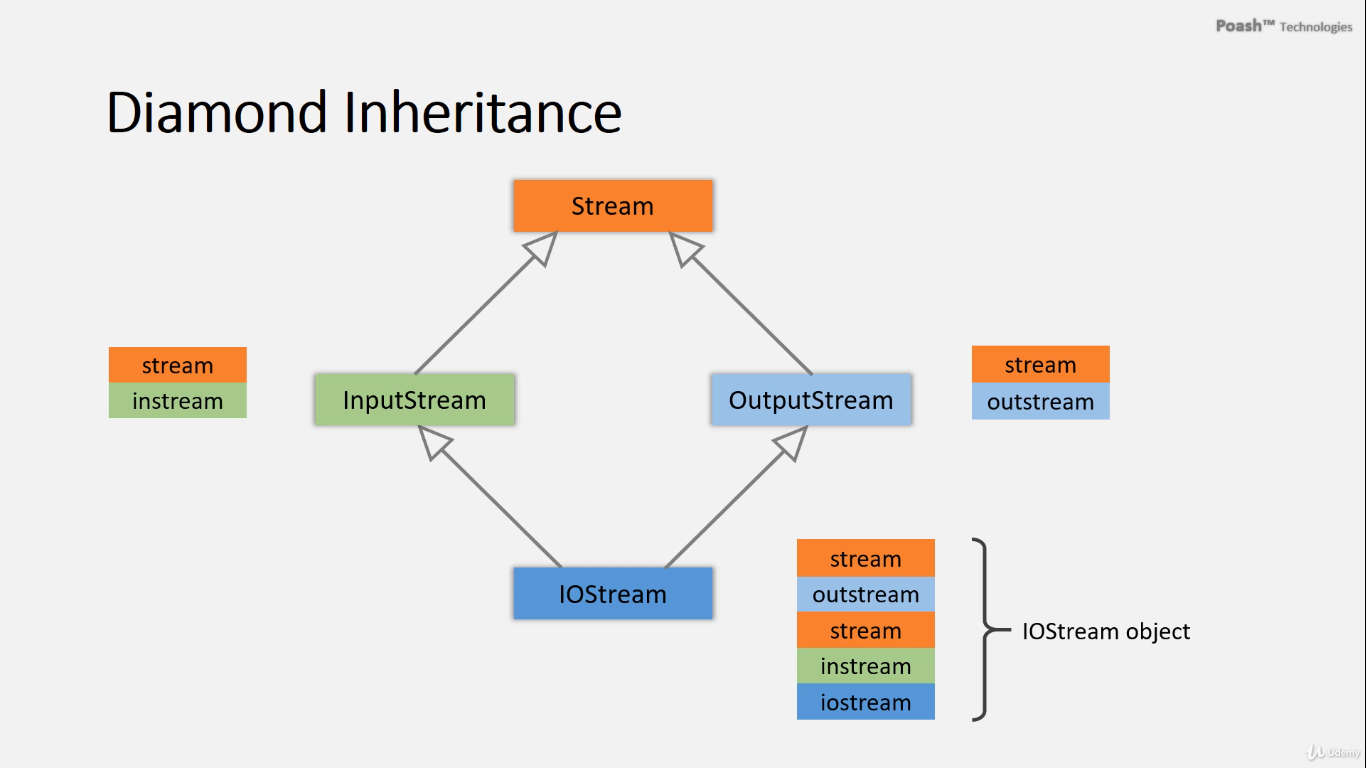 Poash™ Technologies
Diamond Inheritance
Stream
stream
instream
InputStream
OutputStream
stream
outstream
IOStream
stream
outstream
stream
instream
iostream
IOStream object
Udemy